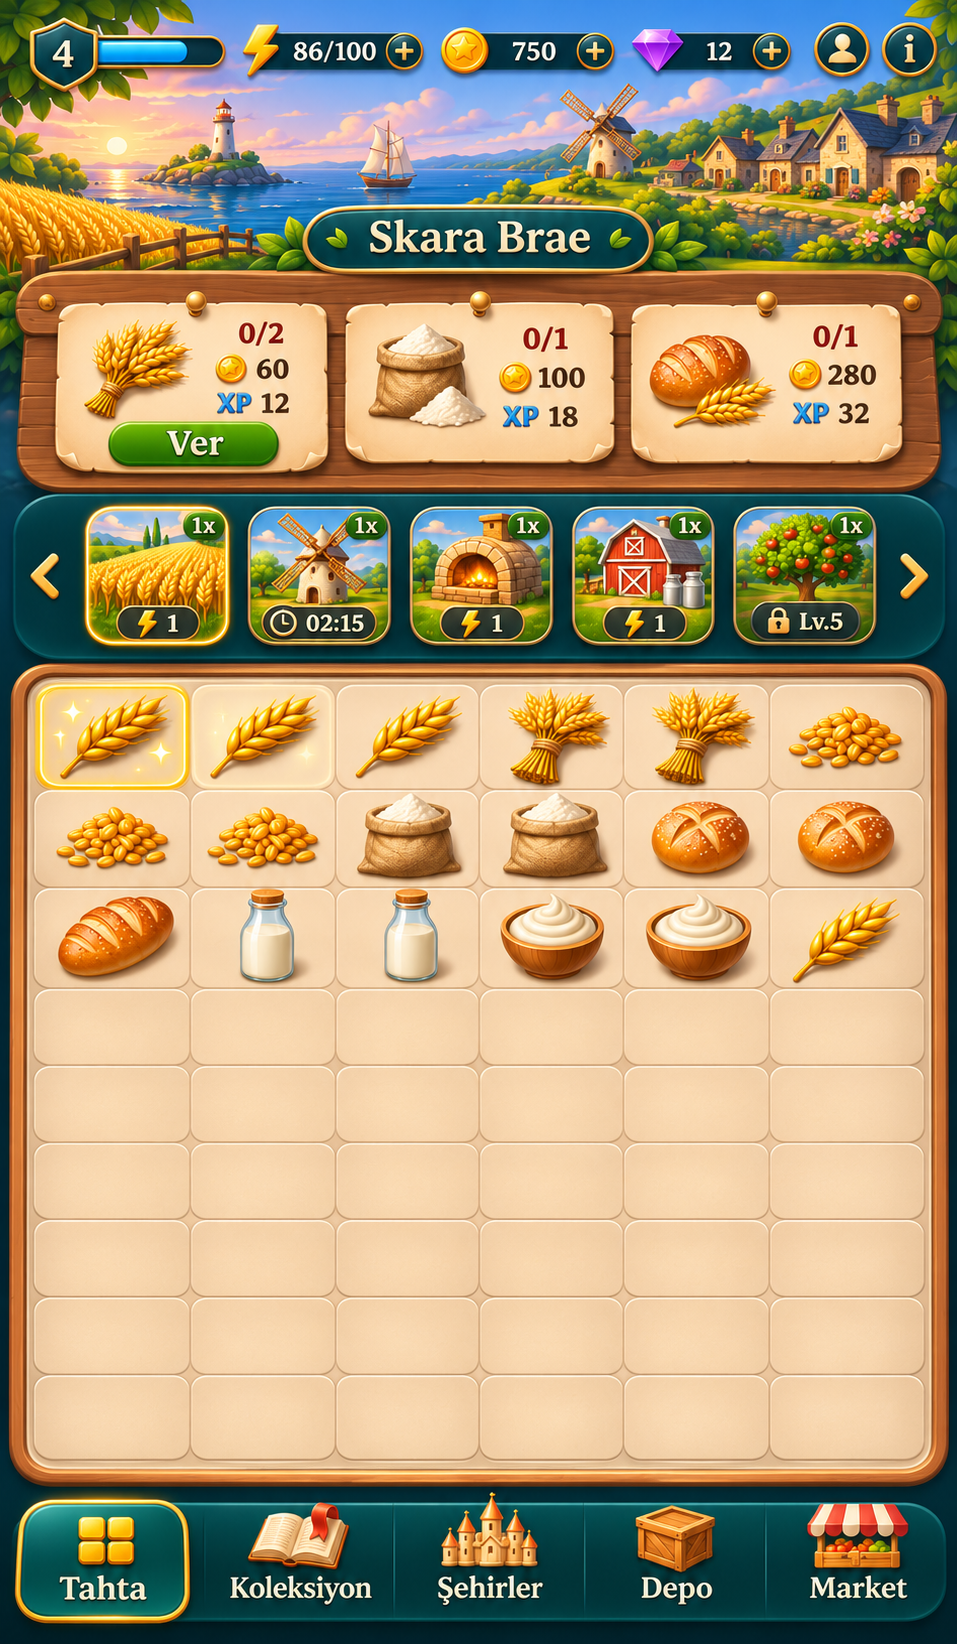 4
86/100 +
750 +
12 +
i
Skara Brae
0/2
60
XP 12
Ver
0/1
100
XP 18
0/1
280
XP 32
1x
1
1x
02:15
1x
1
1x
1
1x
Lv.5
Tahta
Koleksiyon
Şehirler
Depo
Market